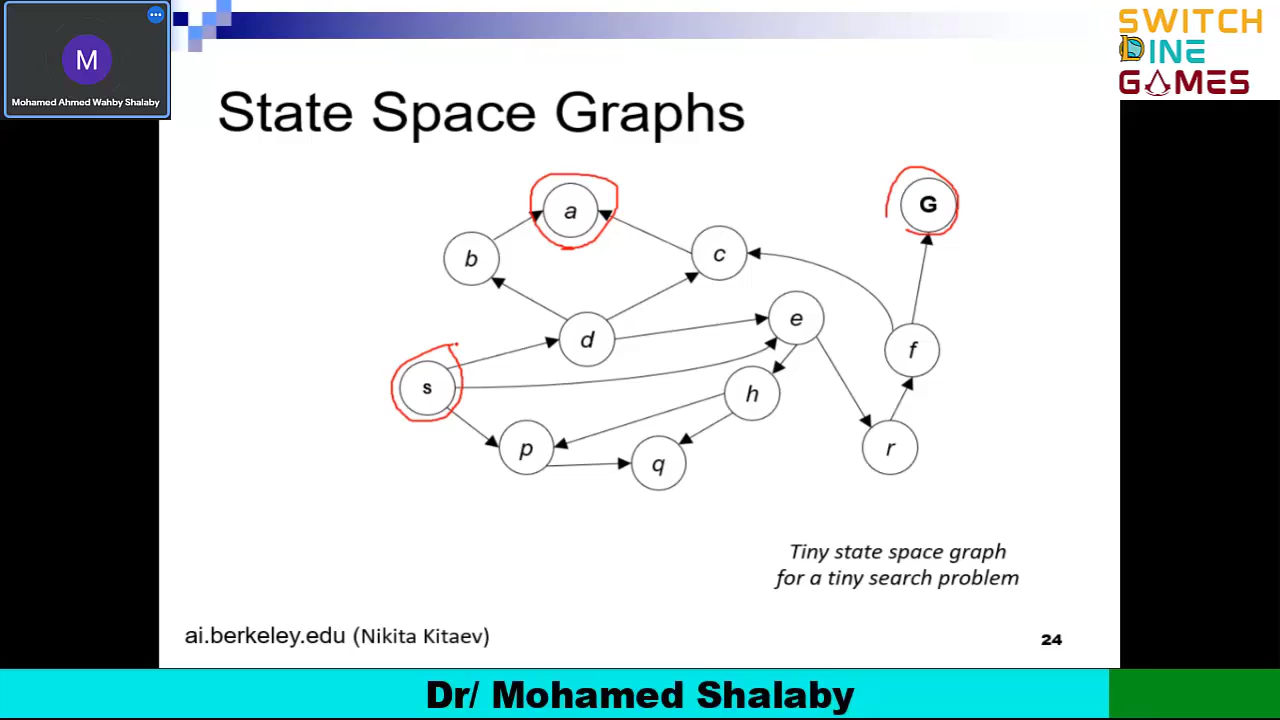 M
Mohamed Ahmed Wahby Shalaby
SWITCH
DINE
GAMES
State Space Graphs
a
G
b
c
e
d
f
s
h
p
q
r
Tiny state space graph
for a tiny search problem
ai.berkeley.edu (Nikita Kitaev)
24
Dr/ Mohamed Shalaby